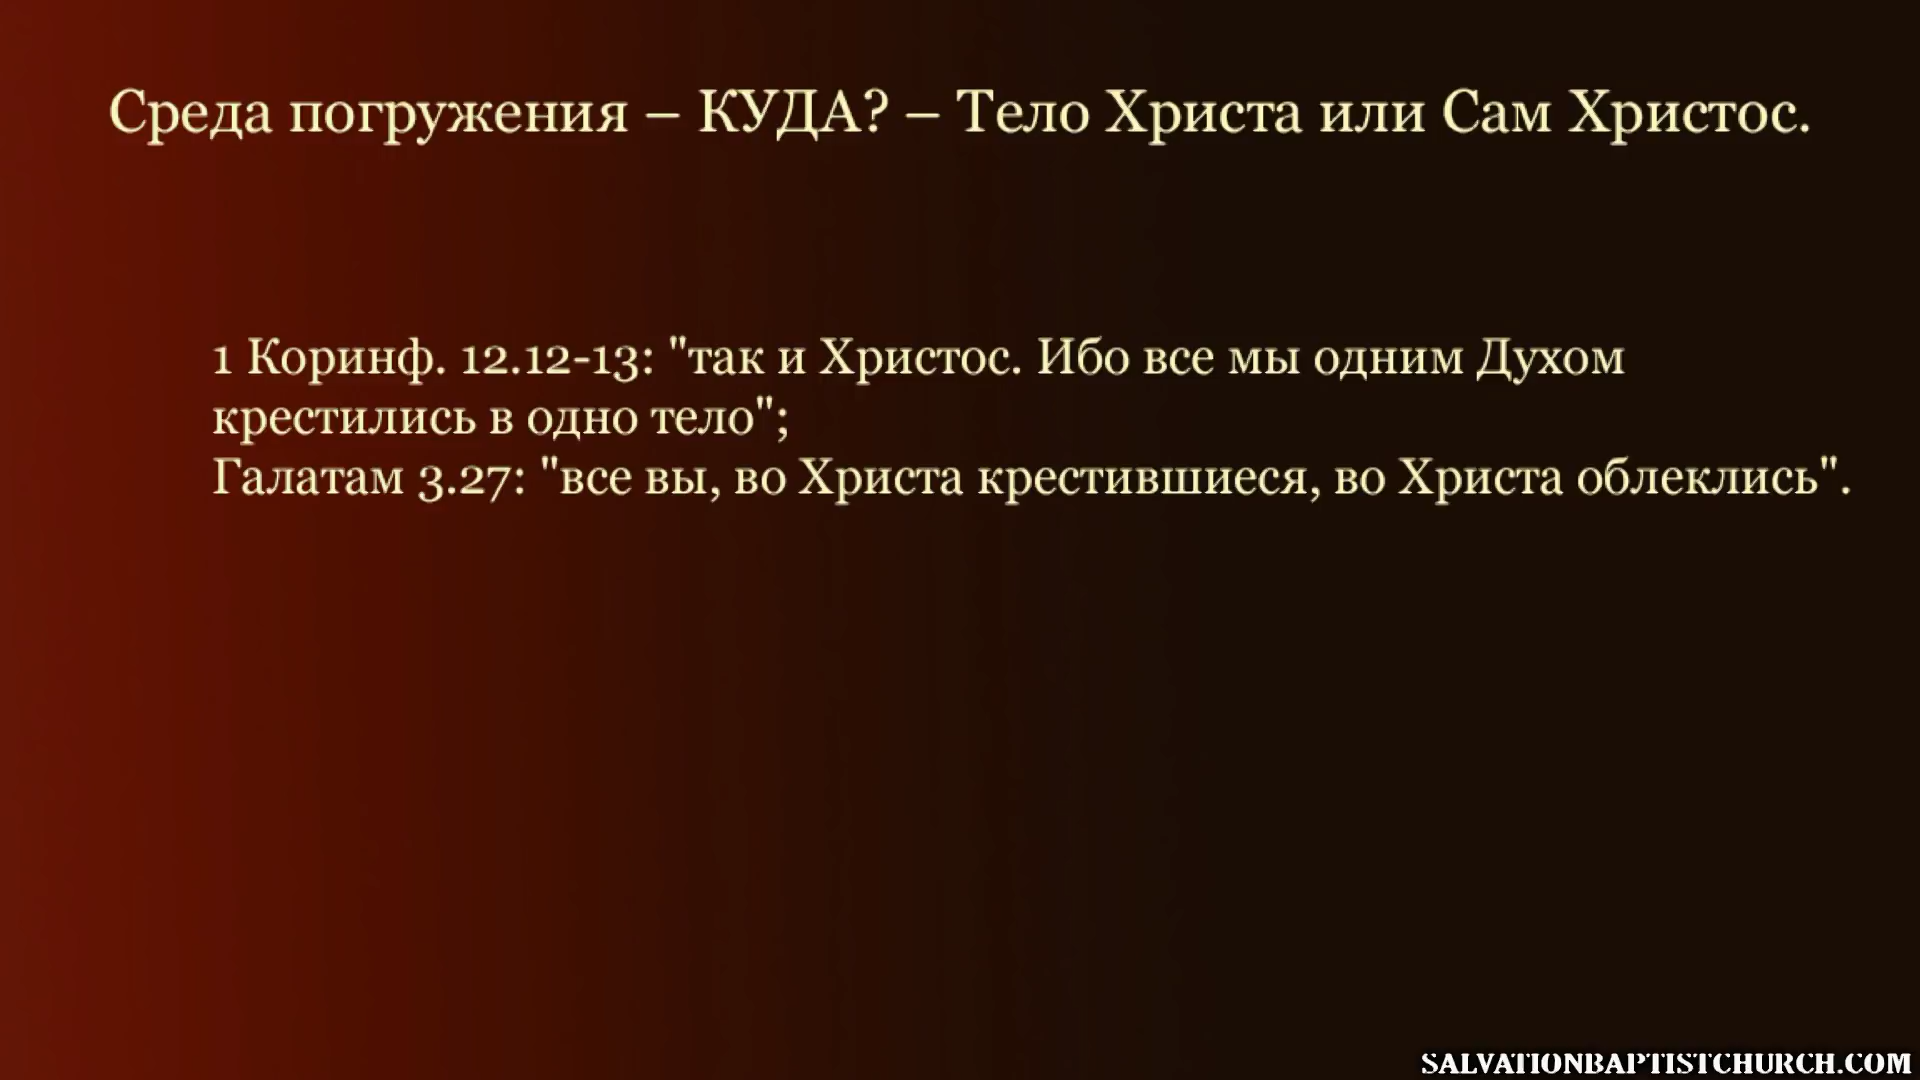 Среда погружения – КУДА? – Тело Христа или Сам Христос.
1 Коринф. 12.12-13: "так и Христос. Ибо все мы одним Духом
крестились в одно тело";
Галатам 3.27: "все вы, во Христа крестившиеся, во Христа облеклись".
SALVATIONBAPTISTCHURCH.COM